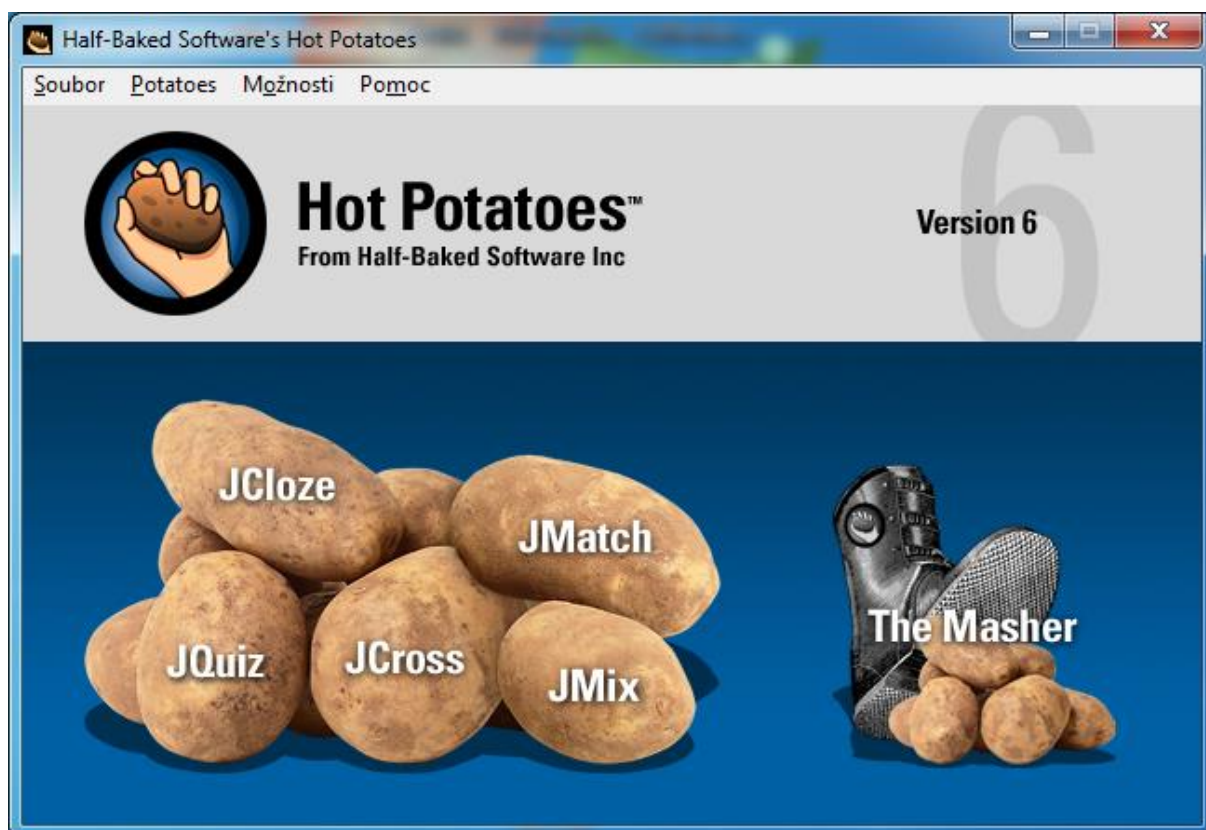 Half-Baked Software's Hot Potatoes
Soubor Potatoes Možnosti Pomoc
Hot Potatoes™
From Half-Baked Software Inc
Version 6
6
JCloze
JMatch
JQuiz
JCross
JMix
The Masher